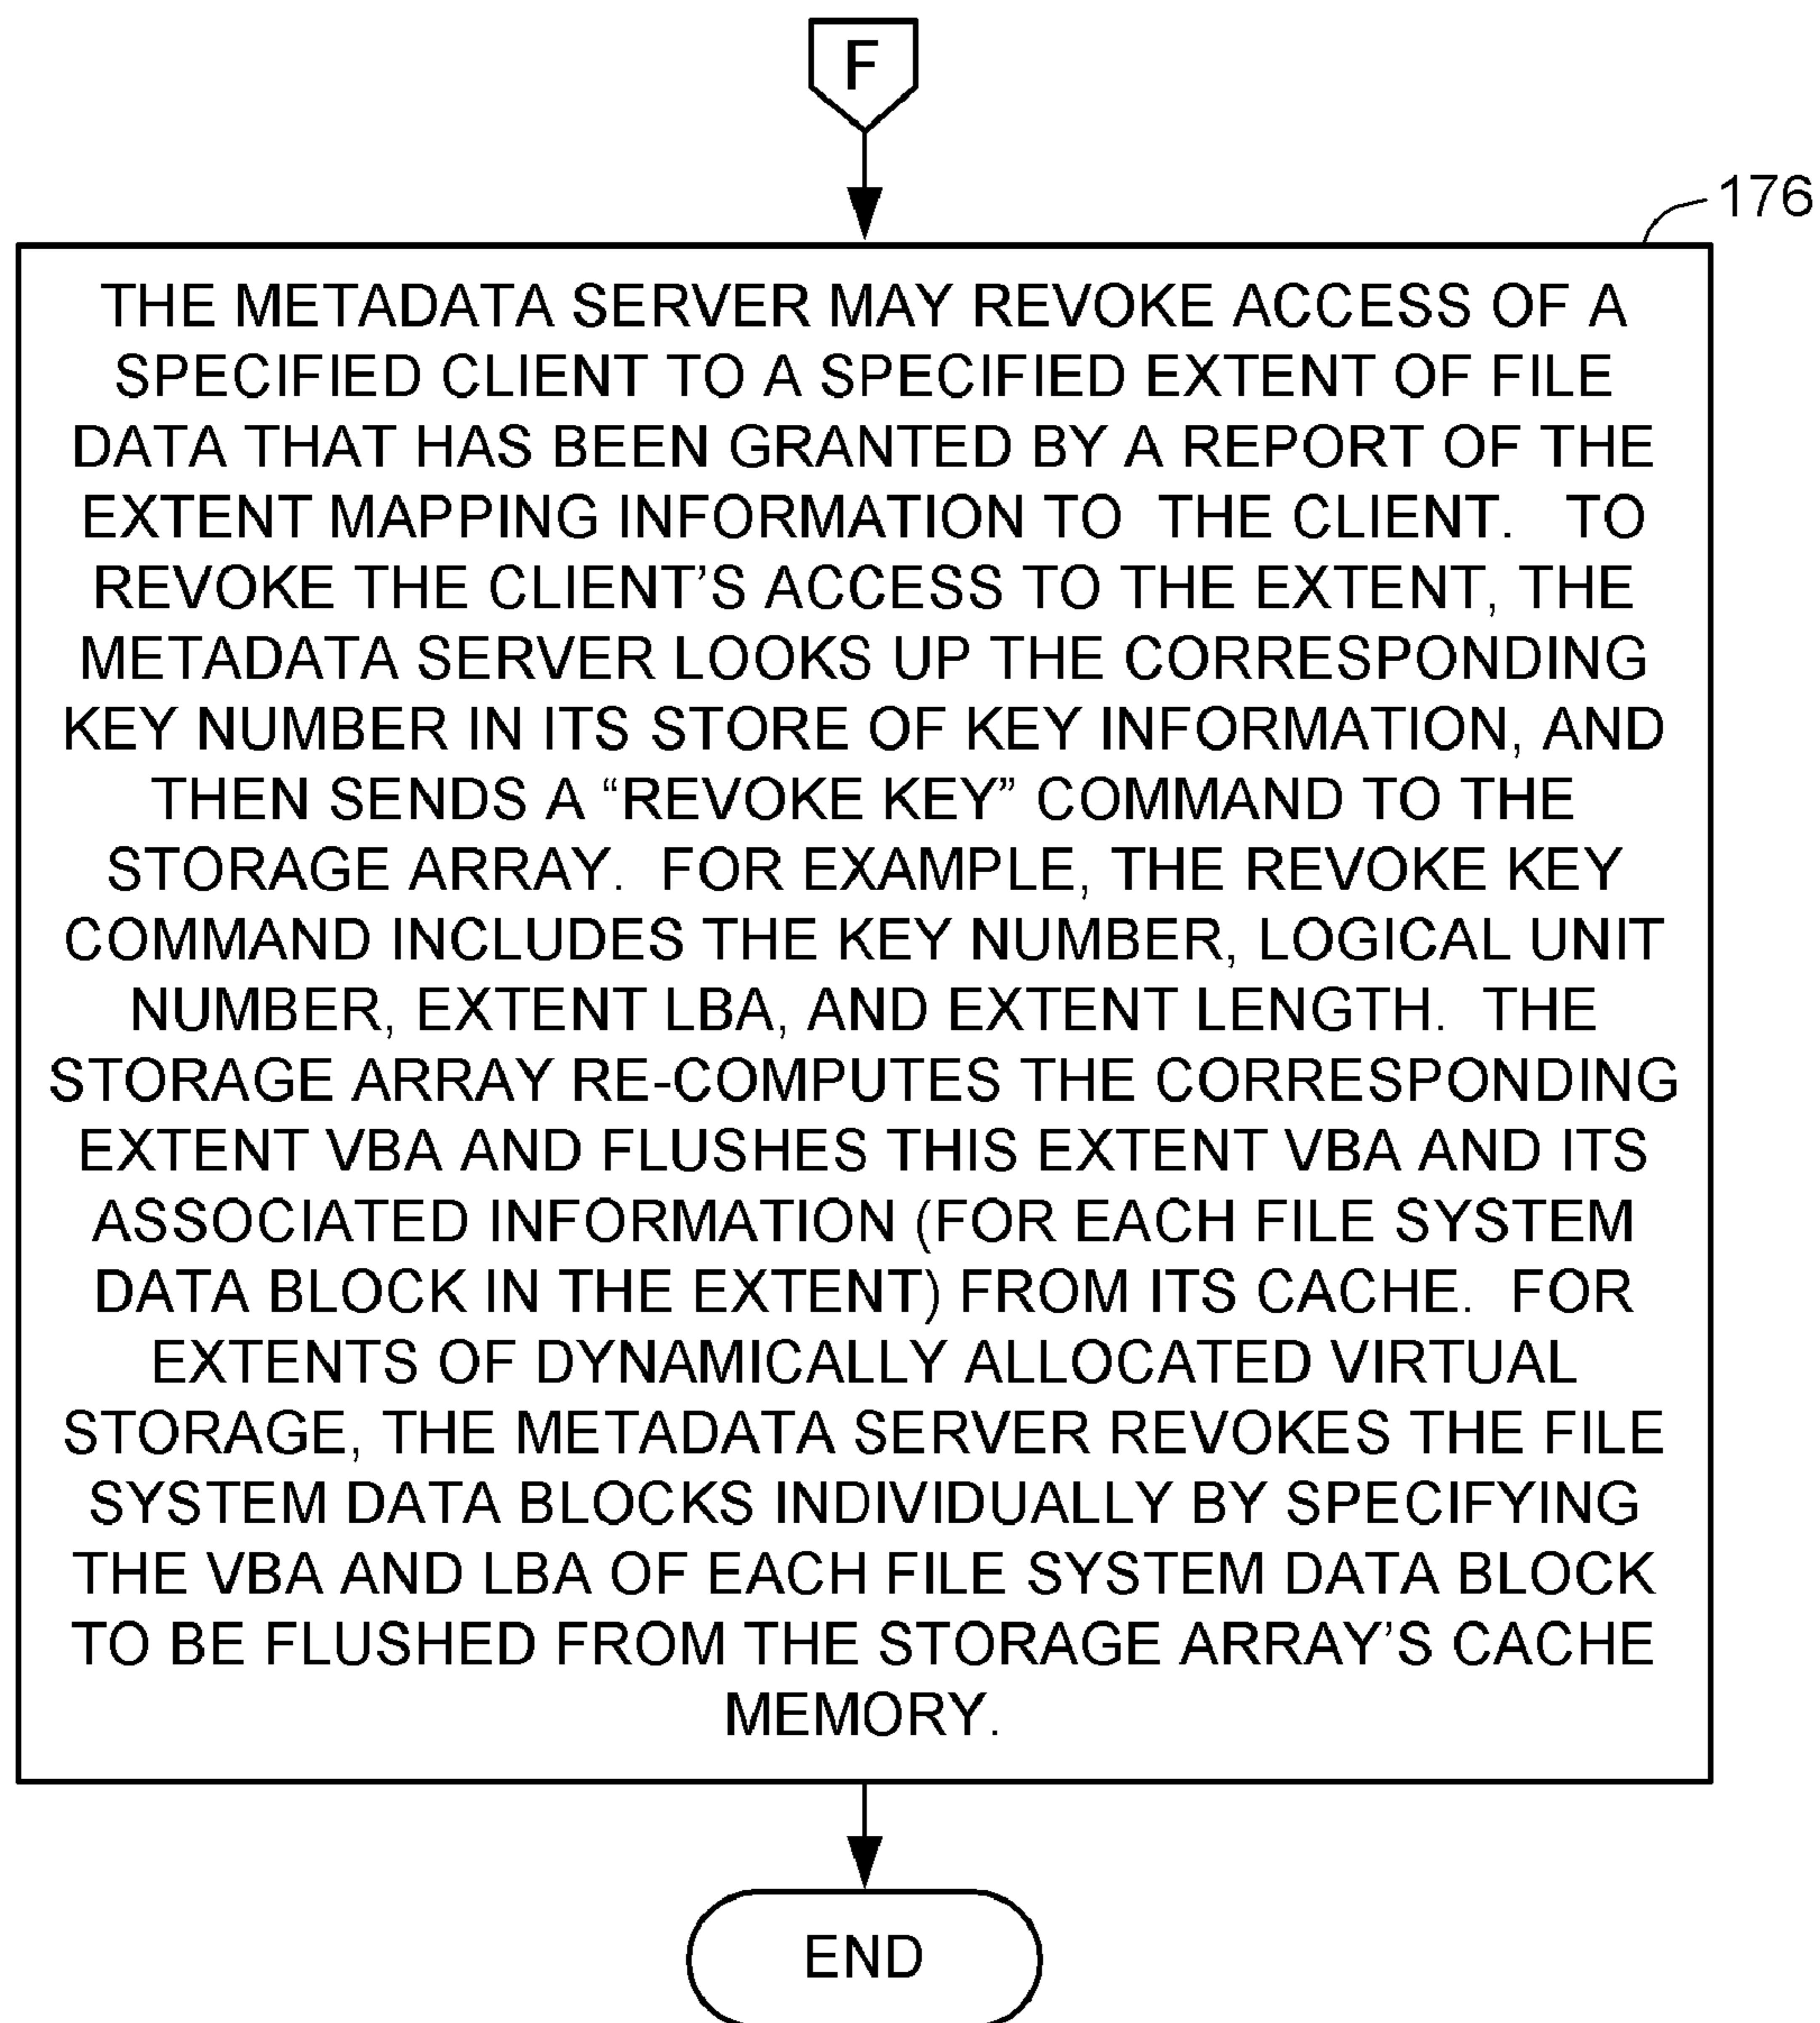 F
176
THE METADATA SERVER MAY REVOKE ACCESS OF A
SPECIFIED CLIENT TO A SPECIFIED EXTENT OF FILE
DATA THAT HAS BEEN GRANTED BY A REPORT OF THE
EXTENT MAPPING INFORMATION TO THE CLIENT. TO
REVOKE THE CLIENT’S ACCESS TO THE EXTENT, THE
METADATA SERVER LOOKS UP THE CORRESPONDING
KEY NUMBER IN ITS STORE OF KEY INFORMATION, AND
THEN SENDS A “REVOKE KEY” COMMAND TO THE
STORAGE ARRAY. FOR EXAMPLE, THE REVOKE KEY
COMMAND INCLUDES THE KEY NUMBER, LOGICAL UNIT
NUMBER, EXTENT LBA, AND EXTENT LENGTH. THE
STORAGE ARRAY RE-COMPUTES THE CORRESPONDING
EXTENT VBA AND FLUSHES THIS EXTENT VBA AND ITS
ASSOCIATED INFORMATION (FOR EACH FILE SYSTEM
DATA BLOCK IN THE EXTENT) FROM ITS CACHE. FOR
EXTENTS OF DYNAMICALLY ALLOCATED VIRTUAL
STORAGE, THE METADATA SERVER REVOKES THE FILE
SYSTEM DATA BLOCKS INDIVIDUALLY BY SPECIFYING
THE VBA AND LBA OF EACH FILE SYSTEM DATA BLOCK
TO BE FLUSHED FROM THE STORAGE ARRAY’S CACHE
MEMORY.
END